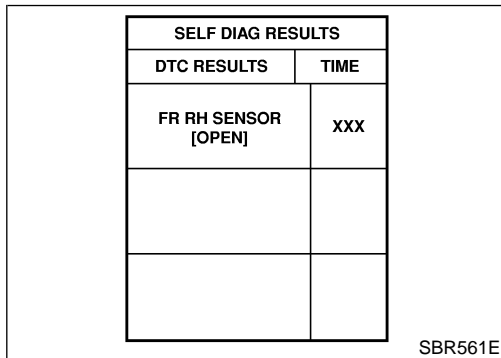 SELF DIAG RESULTS
DTC RESULTS TIME
FR RH SENSOR
[OPEN] XXX
SBR561E